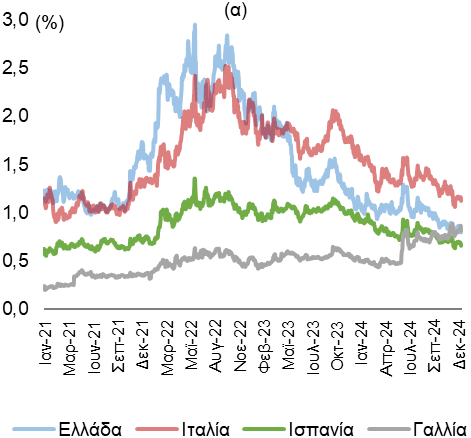 (α)
(%)
3,0
2,5
2,0
1,5
1,0
0,5
0,0
Ιαν-21
Μαρ-21
Ιουν-21
Σεπ-21
Δεκ-21
Μαρ-22
Μαϊ-22
Αυγ-22
Νοε-22
Φεβ-23
Μαϊ-23
Ιουλ-23
Οκτ-23
Ιαν-24
Απρ-24
Ιουλ-24
Σεπ-24
Δεκ-24
Ελλάδα Ιταλία Ισπανία Γαλλία